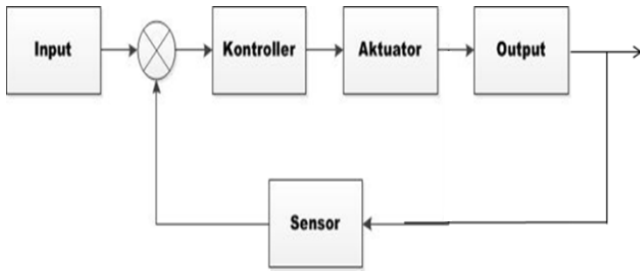 Input
Kontroller
Aktuator
Output
Sensor